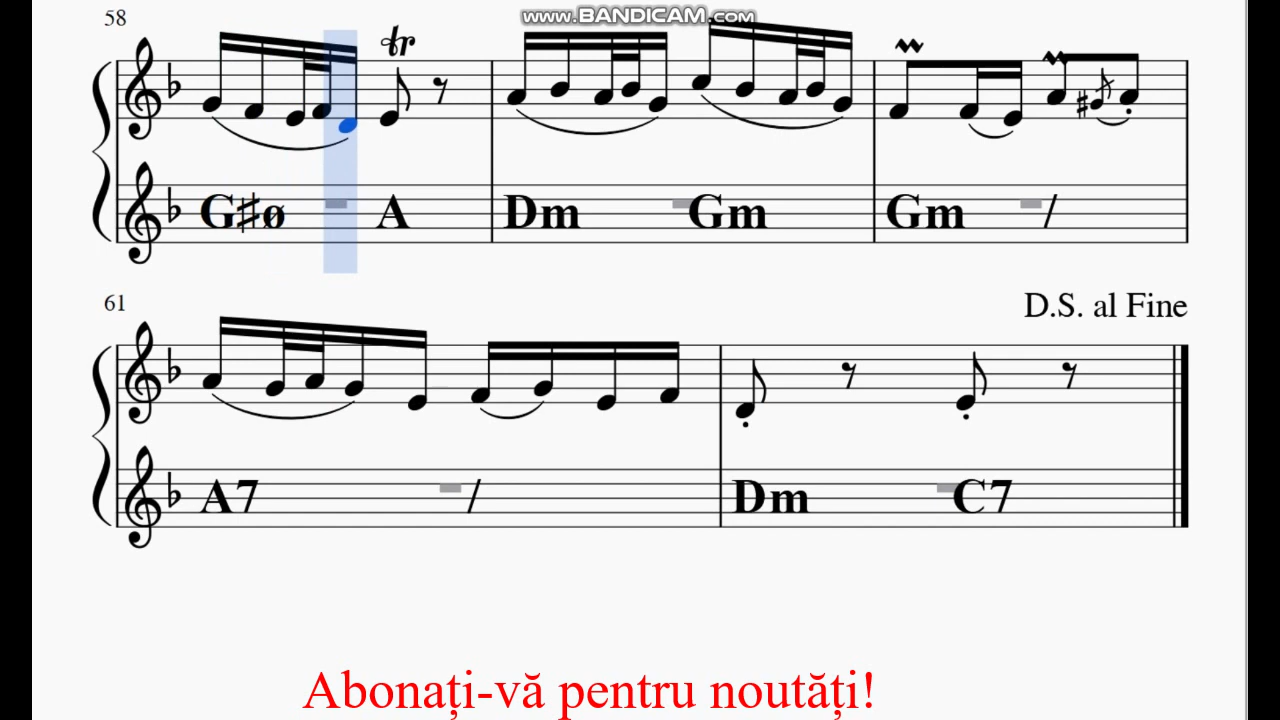 www.BANDICAM.com
58
tr
G♯ø A Dm Gm Gm /
61
D.S. al Fine
A7 / Dm C7
Abonați-vă pentru noutăți!